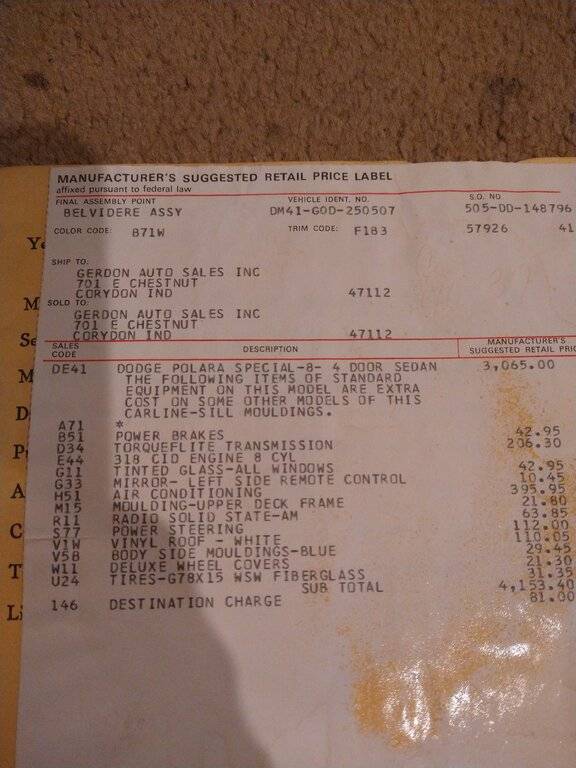 MANUFACTURER'S SUGGESTED RETAIL PRICE LABEL
affixed pursuant to federal law
FINAL ASSEMBLY POINT VEHICLE IDENT. NO. S.O. NO
BELVIDERE ASSY DM41-G0D-250507 505-DD-148796
COLOR CODE: B71W TRIM CODE: F1B3 57926 41
SHIP TO:
GERDON AUTO SALES INC
701 E CHESTNUT
CORYDON IND 47112
SOLD TO:
GERDON AUTO SALES INC
701 E CHESTNUT
CORYDON IND 47112
SALES CODE DESCRIPTION MANUFACTURER'S SUGGESTED RETAIL PRIC
DE41 DODGE POLARA SPECIAL-8- 4 DOOR SEDAN 3,065.00
THE FOLLOWING ITEMS OF STANDARD
EQUIPMENT ON THIS MODEL ARE EXTRA
COST ON SOME OTHER MODELS OF THIS
CARLINE-SILL MOULDINGS.
A71 *
B51 POWER BRAKES 42.95
D34 TORQUEFLITE TRANSMISSION 206.30
E44 318 CID ENGINE 8 CYL
G11 TINTED GLASS-ALL WINDOWS 42.95
G33 MIRROR- LEFT SIDE REMOTE CONTROL 10.45
H51 AIR CONDITIONING 395.95
M15 MOULDING-UPPER DECK FRAME 21.80
R11 RADIO SOLID STATE-AM 63.85
S77 POWER STEERING 112.00
V1W VINYL ROOF - WHITE 110.05
V5B BODY SIDE MOULDINGS-BLUE 29.45
W11 DELUXE WHEEL COVERS 21.30
U24 TIRES-G78X15 WSW FIBERGLASS 31.35
SUB TOTAL 4,153.40
146 DESTINATION CHARGE 81.00